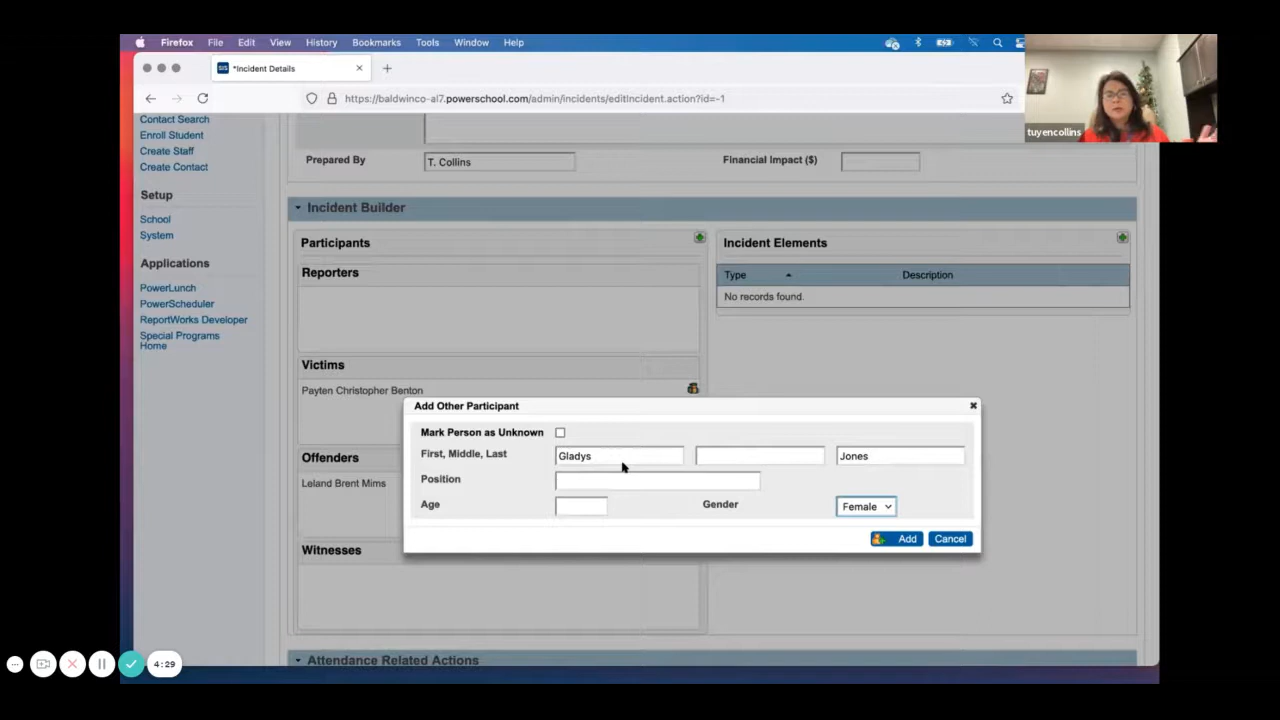 Firefox File Edit View History Bookmarks Tools Window Help
*Incident Details
https://baldwinco-al7.powerschool.com/admin/incidents/editIncident.action?id=-1
tuyencollins
Contact Search
Enroll Student
Create Staff
Create Contact
Setup
School
System
Applications
PowerLunch
PowerScheduler
ReportWorks Developer
Special Programs
Home
Prepared By T. Collins Financial Impact ($)
Incident Builder
Participants
Reporters
Victims
Payten Christopher Benton
Offenders
Leland Brent Mims
Witnesses
Incident Elements
Type Description
No records found.
Add Other Participant
Mark Person as Unknown
First, Middle, Last Gladys Jones
Position
Age Gender Female
Add Cancel
Attendance Related Actions
4:29